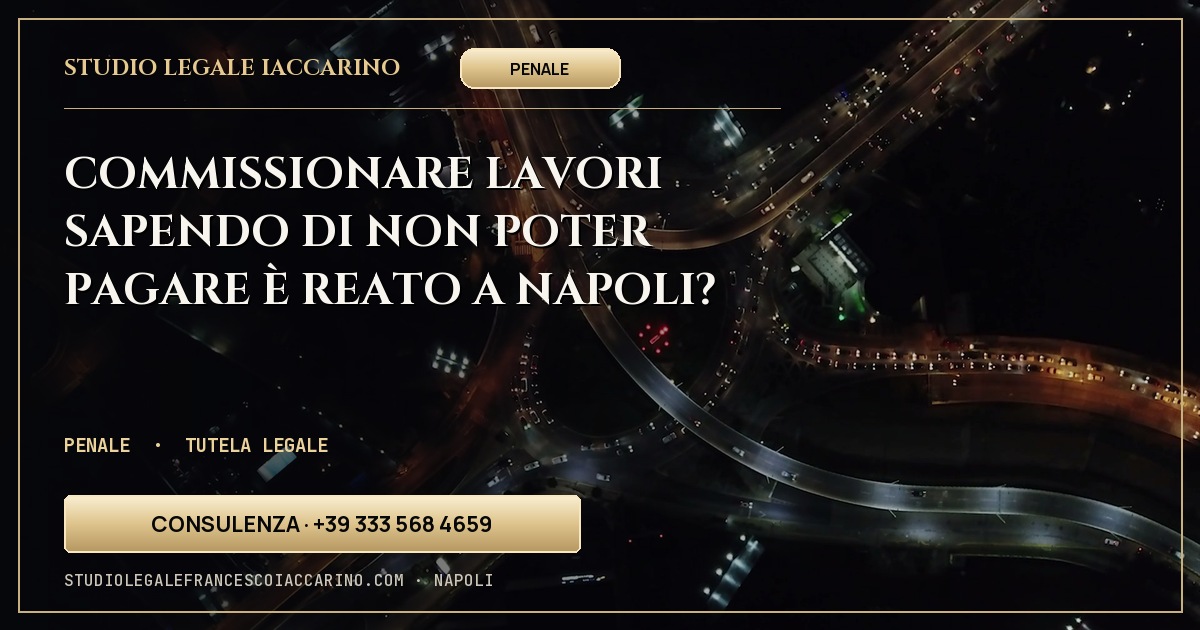 STUDIO LEGALE IACCARINO
PENALE
COMMISSIONARE LAVORI
SAPENDO DI NON POTER
PAGARE È REATO A NAPOLI?
PENALE · TUTELA LEGALE
CONSULENZA · +39 333 568 4659
STUDIOLEGALEFRANCESCOIACCARINO.COM · NAPOLI